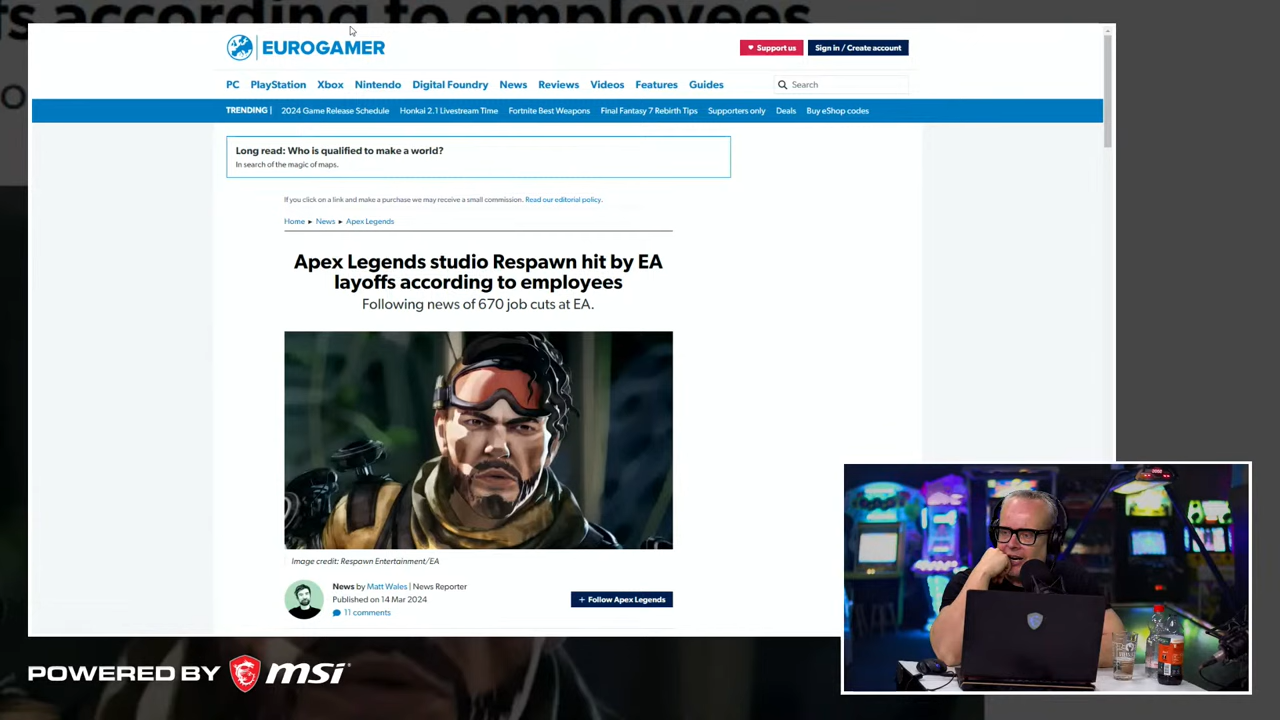 ts according to employees
EUROGAMER
Support us
Sign in / Create account
PC PlayStation Xbox Nintendo Digital Foundry News Reviews Videos Features Guides
Search
TRENDING | 2024 Game Release Schedule Honkai 2.1 Livestream Time Fortnite Best Weapons Final Fantasy 7 Rebirth Tips Supporters only Deals Buy eShop codes
Long read: Who is qualified to make a world?
In search of the magic of maps.
If you click on a link and make a purchase we may receive a small commission. Read our editorial policy.
Home ▸ News ▸ Apex Legends
Apex Legends studio Respawn hit by EA
layoffs according to employees
Following news of 670 job cuts at EA.
Image credit: Respawn Entertainment/EA
News by Matt Wales | News Reporter
Published on 14 Mar 2024
11 comments
+ Follow Apex Legends
POWERED BY msi